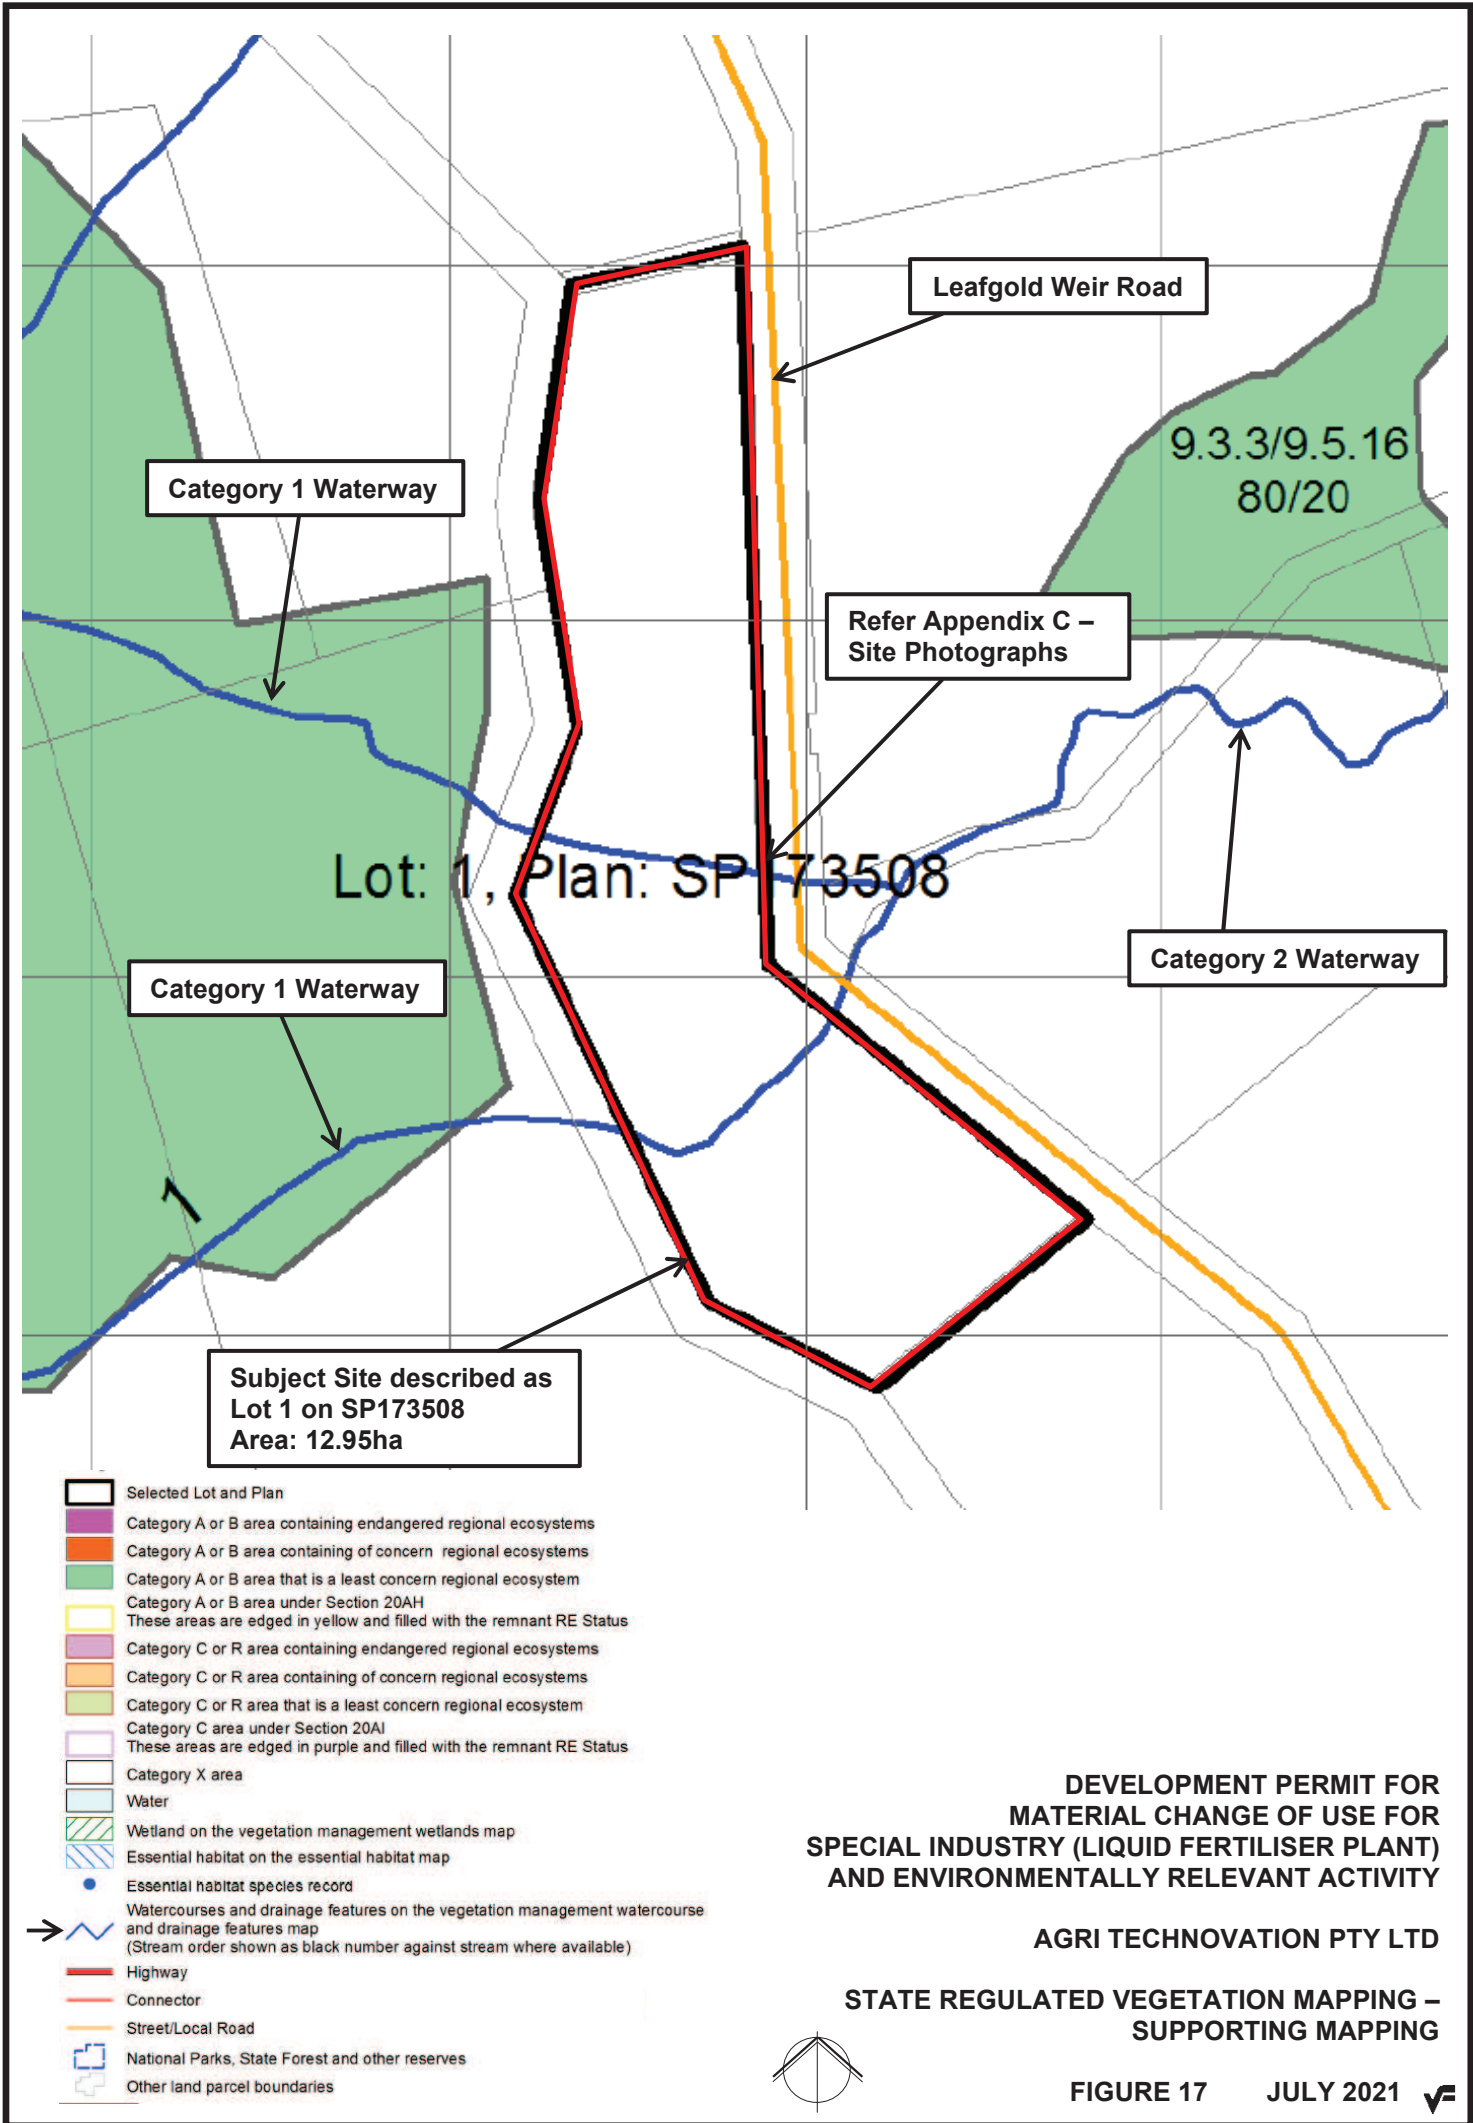 Leafgold Weir Road
9.3.3/9.5.16
80/20
Category 1 Waterway
Refer Appendix C –
Site Photographs
Lot: 1, Plan: SP173508
Category 2 Waterway
Category 1 Waterway
1
Subject Site described as
Lot 1 on SP173508
Area: 12.95ha
Selected Lot and Plan
Category A or B area containing endangered regional ecosystems
Category A or B area containing of concern regional ecosystems
Category A or B area that is a least concern regional ecosystem
Category A or B area under Section 20AH
These areas are edged in yellow and filled with the remnant RE Status
Category C or R area containing endangered regional ecosystems
Category C or R area containing of concern regional ecosystems
Category C or R area that is a least concern regional ecosystem
Category C area under Section 20AI
These areas are edged in purple and filled with the remnant RE Status
Category X area
Water
Wetland on the vegetation management wetlands map
Essential habitat on the essential habitat map
Essential habitat species record
Watercourses and drainage features on the vegetation management watercourse
and drainage features map
(Stream order shown as black number against stream where available)
Highway
Connector
Street/Local Road
National Parks, State Forest and other reserves
Other land parcel boundaries
DEVELOPMENT PERMIT FOR
MATERIAL CHANGE OF USE FOR
SPECIAL INDUSTRY (LIQUID FERTILISER PLANT)
AND ENVIRONMENTALLY RELEVANT ACTIVITY
AGRI TECHNOVATION PTY LTD
STATE REGULATED VEGETATION MAPPING –
SUPPORTING MAPPING
FIGURE 17 JULY 2021